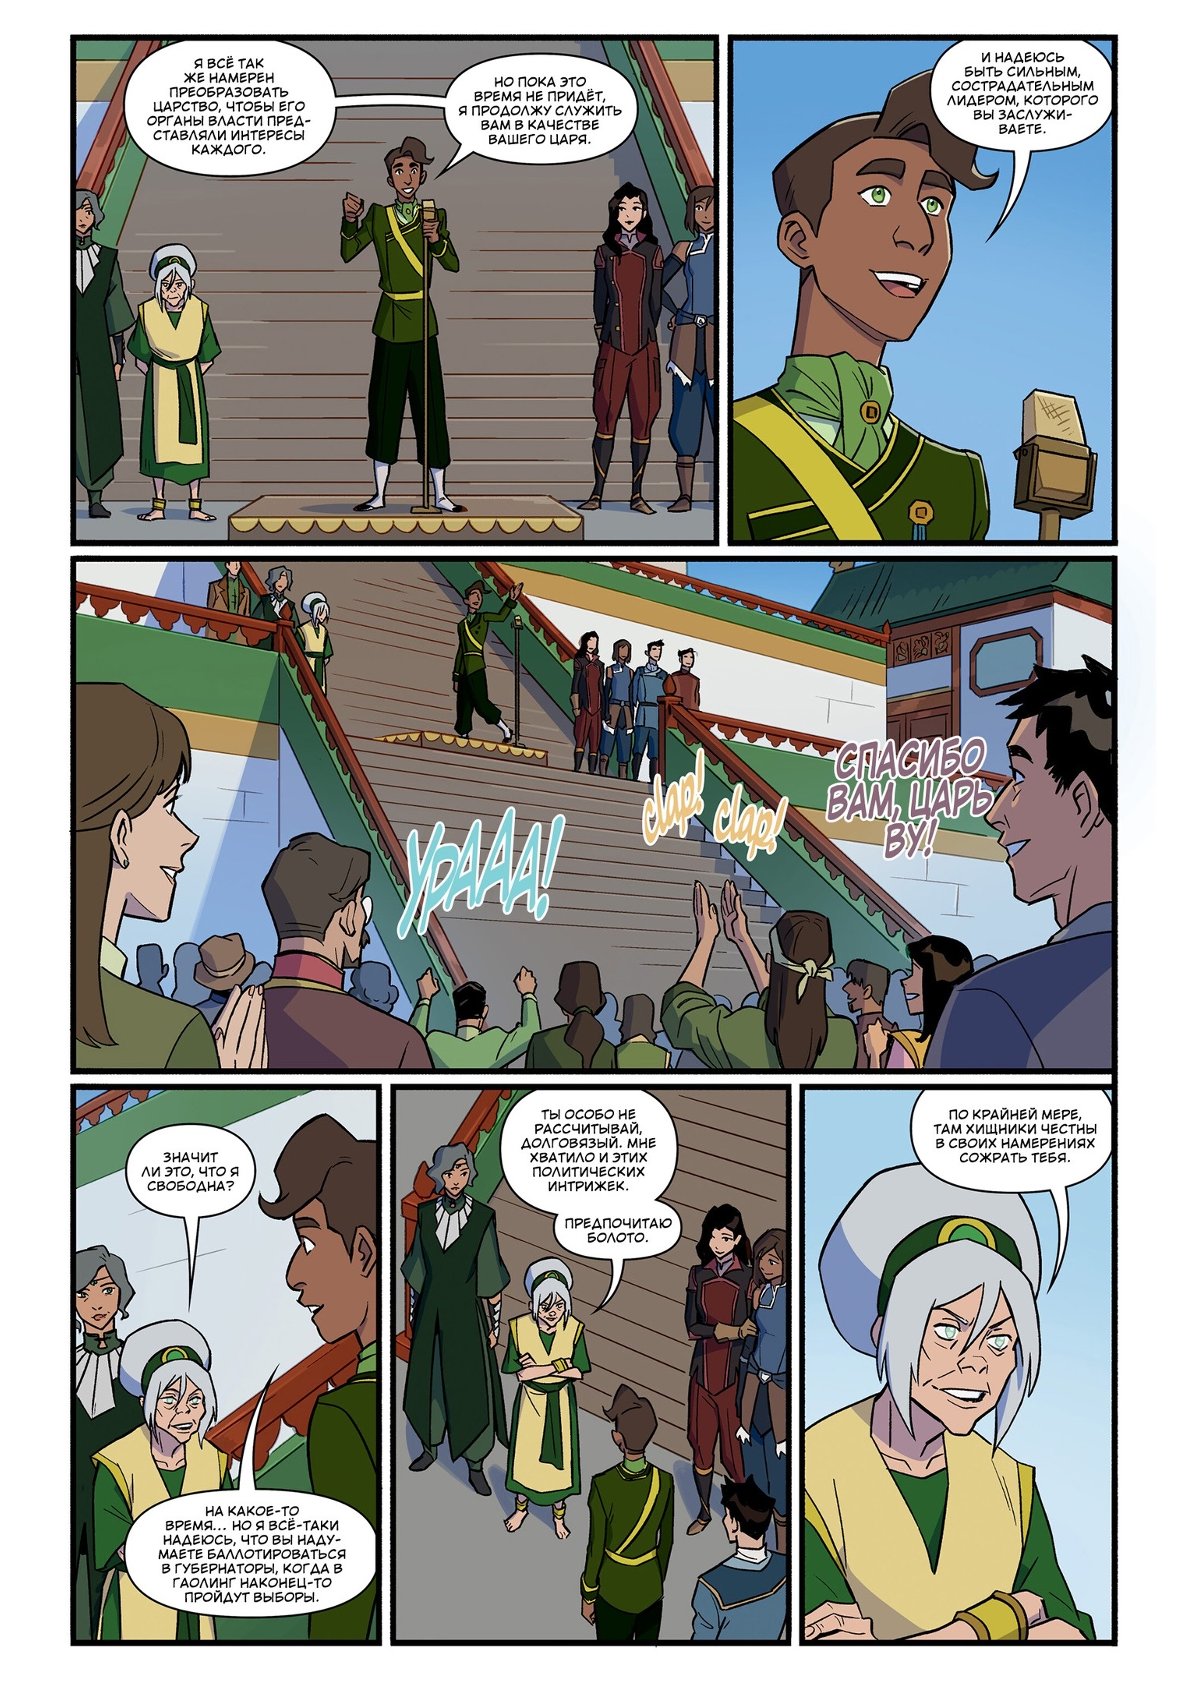 Я ВСЁ ТАК
ЖЕ НАМЕРЕН
ПРЕОБРАЗОВАТЬ
ЦАРСТВО, ЧТОБЫ ЕГО
ОРГАНЫ ВЛАСТИ ПРЕД-
СТАВЛЯЛИ ИНТЕРЕСЫ
КАЖДОГО.
НО ПОКА ЭТО
ВРЕМЯ НЕ ПРИДЁТ,
Я ПРОДОЛЖУ СЛУЖИТЬ
ВАМ В КАЧЕСТВЕ
ВАШЕГО ЦАРЯ.
И НАДЕЮСЬ
БЫТЬ СИЛЬНЫМ,
СОСТРАДАТЕЛЬНЫМ
ЛИДЕРОМ, КОТОРОГО
ВЫ ЗАСЛУЖИ-
ВАЕТЕ.
УРААА!
clap!
clap!
СПАСИБО
ВАМ, ЦАРЬ
ВУ!
ЗНАЧИТ
ЛИ ЭТО, ЧТО Я
СВОБОДНА?
НА КАКОЕ-ТО
ВРЕМЯ... НО Я ВСЁ-ТАКИ
НАДЕЮСЬ, ЧТО ВЫ НАДУ-
МАЕТЕ БАЛЛОТИРОВАТЬСЯ
В ГУБЕРНАТОРЫ, КОГДА В
ГАОЛИНГ НАКОНЕЦ-ТО
ПРОЙДУТ ВЫБОРЫ.
ТЫ ОСОБО НЕ
РАССЧИТЫВАЙ,
ДОЛГОВЯЗЫЙ. МНЕ
ХВАТИЛО И ЭТИХ
ПОЛИТИЧЕСКИХ
ИНТРИЖЕК.
ПРЕДПОЧИТАЮ
БОЛОТО.
ПО КРАЙНЕЙ МЕРЕ,
ТАМ ХИЩНИКИ ЧЕСТНЫ
В СВОИХ НАМЕРЕНИЯХ
СОЖРАТЬ ТЕБЯ.